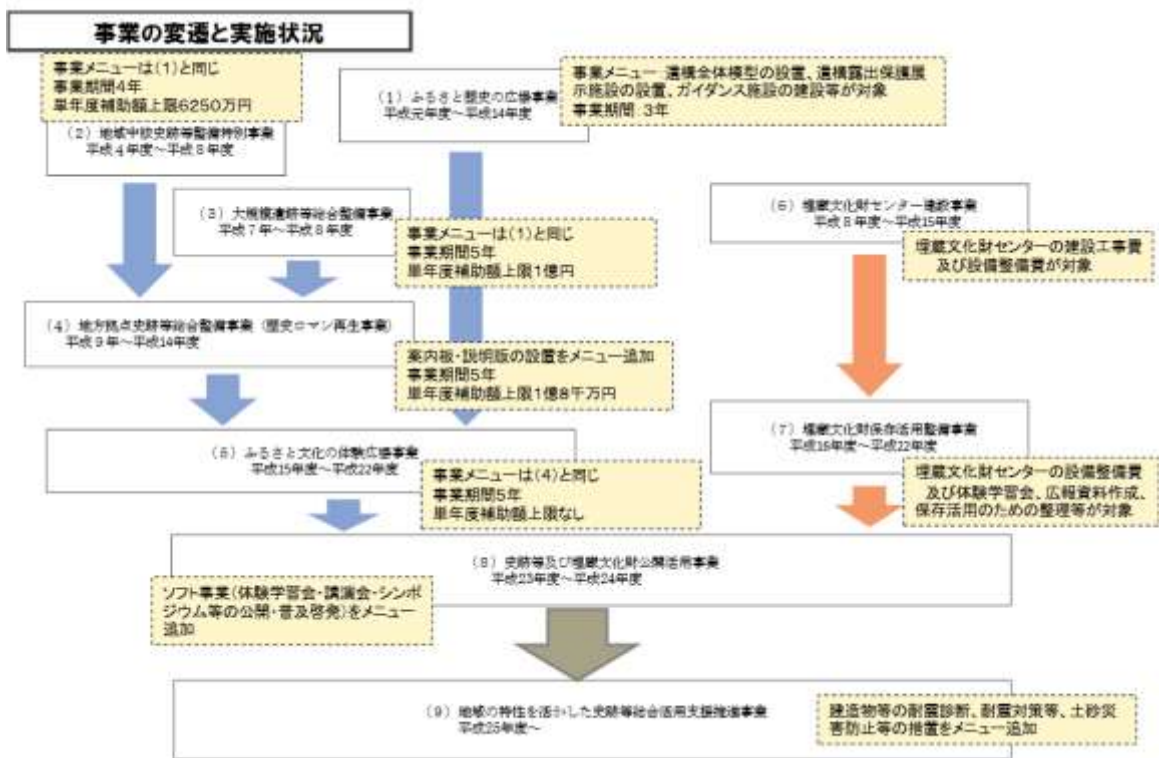 事業の変遷と実施状況
事業メニューは(1)と同じ
事業期間4年
単年度補助額上限6250万円
(2) 地域中核史跡等整備特別事業
平成4年度～平成8年度
(1) ふるさと歴史の広場事業
平成元年度～平成14年度
事業メニュー 遺構全体模型の設置、遺構露出保護展
示施設の設置、ガイダンス施設の建設等が対象
事業期間:3年
(3) 大規模遺跡等総合整備事業
平成7年～平成8年度
事業メニューは(1)と同じ
事業期間5年
単年度補助額上限1億円
(6) 埋蔵文化財センター建設事業
平成8年度～平成15年度
埋蔵文化財センターの建設工事費
及び設備整備費が対象
(4) 地方拠点史跡等総合整備事業(歴史ロマン再生事業)
平成9年～平成14年度
案内板・説明版の設置をメニュー追加
事業期間5年
単年度補助額上限1億8千万円
(5) ふるさと文化の体験広場事業
平成15年度～平成22年度
事業メニューは(4)と同じ
事業期間5年
単年度補助額上限なし
(7) 埋蔵文化財保存活用整備事業
平成16年度～平成22年度
埋蔵文化財センターの設備整備費
及び体験学習会、広報資料作成、
保存活用のための整理等が対象
(8) 史跡等及び埋蔵文化財公開活用事業
平成23年度～平成24年度
ソフト事業(体験学習会・講演会・シンポ
ジウム等の公開・普及啓発)をメニュー
追加
(9) 地域の特性を活かした史跡等総合活用支援推進事業
平成25年度～
建造物等の耐震診断、耐震対策等、土砂災
害防止等の措置をメニュー追加